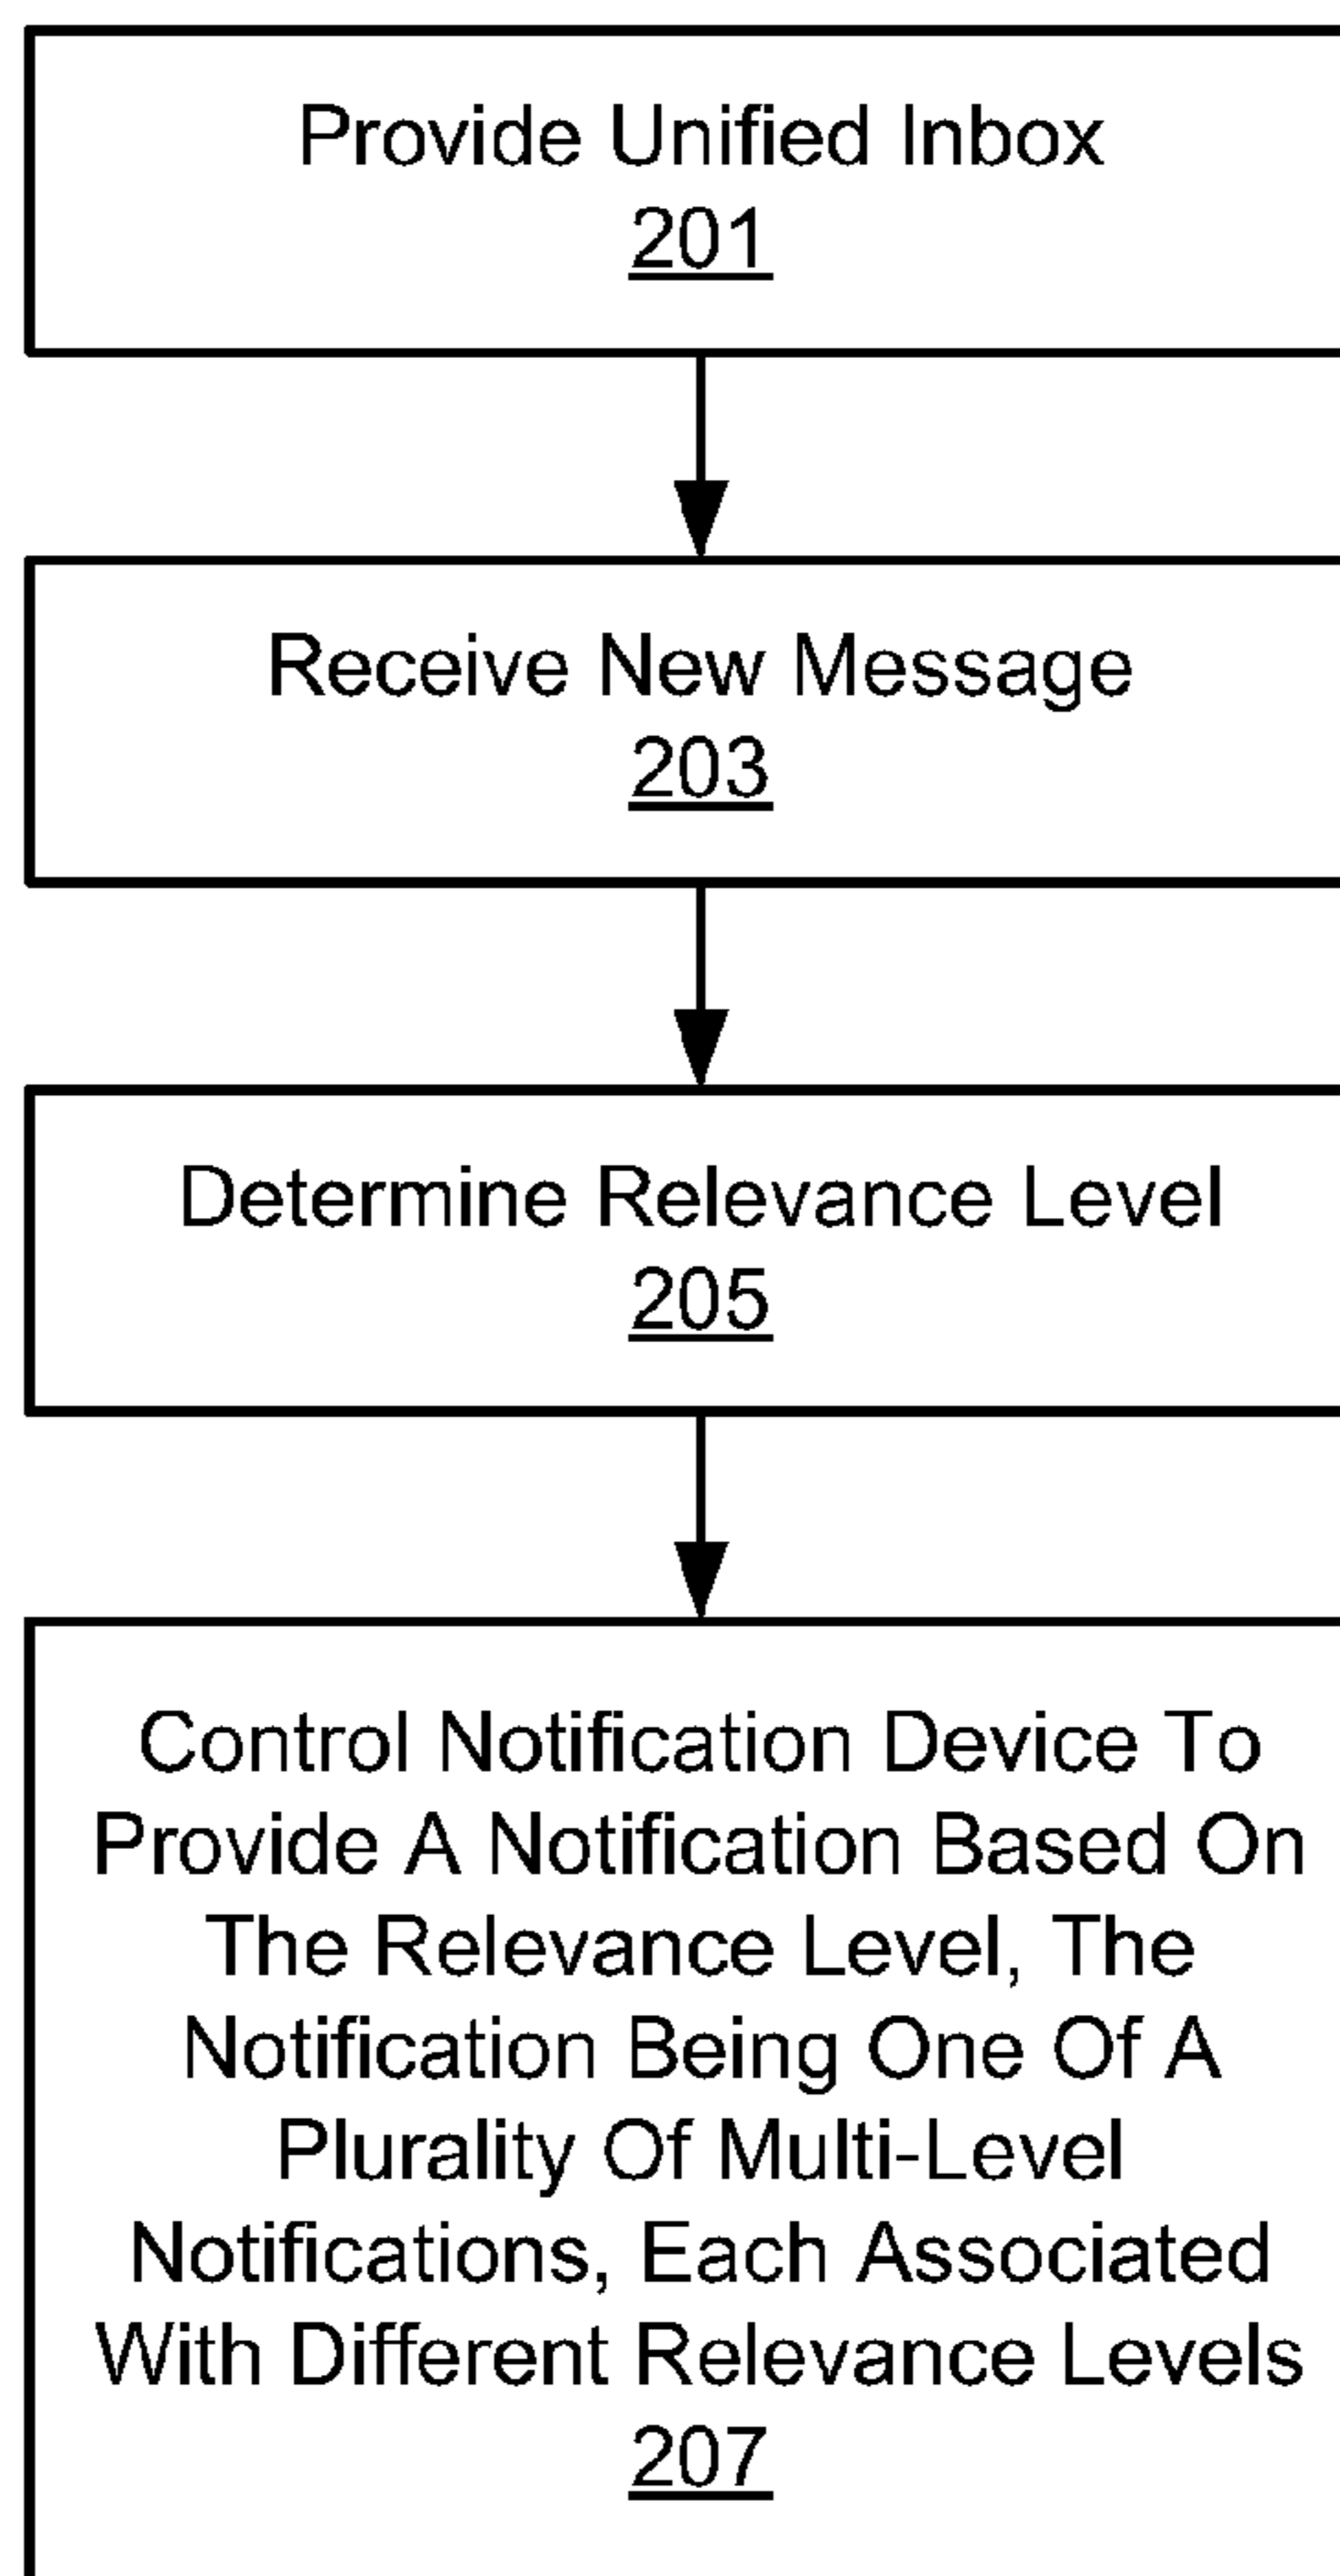 Provide Unified Inbox
201
Receive New Message
203
Determine Relevance Level
205
Control Notification Device To
Provide A Notification Based On
The Relevance Level, The
Notification Being One Of A
Plurality Of Multi-Level
Notifications, Each Associated
With Different Relevance Levels
207